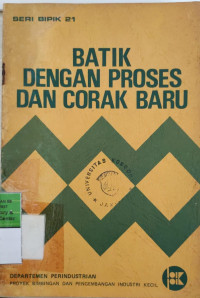 SERI BIPIK 21
BATIK
DENGAN PROSES
DAN CORAK BARU
UNIVERSITAS
DEPARTEMEN PERINDUSTRIAN
PROYEK BIMBINGAN DAN PENGEMBANGAN INDUSTRI KECIL